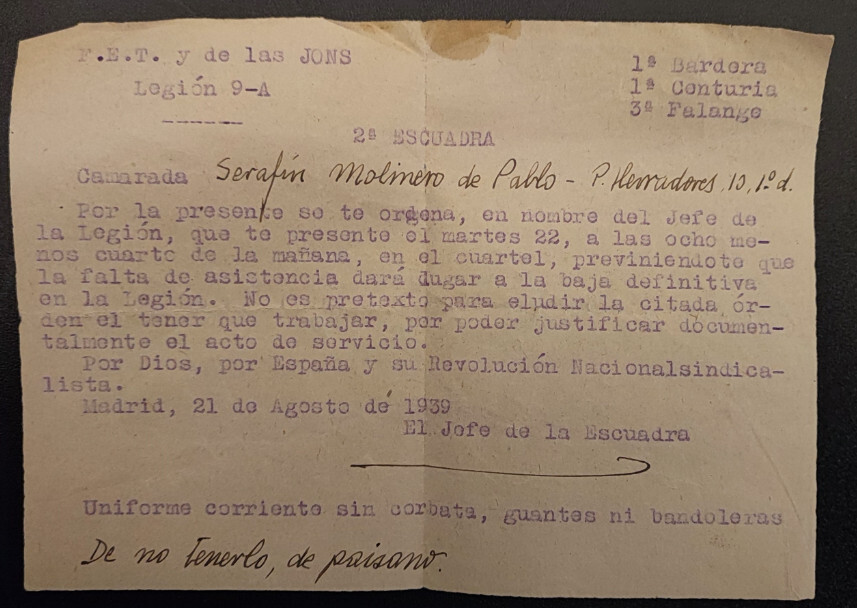 F.E.T. y de las JONS
Legión 9-A
1ª Bardera
1ª Centuria
3ª Falange
2ª ESCUADRA
Camarada Serafín Molinero de Pablo - P. Herradores, 10, 1º d.
Por la presente se te ordena, en nombre del Jefe de
la Legión, que te presente el martes 22, a las ocho me-
nos cuarto de la mañana, en el cuartel, previniendote que
la falta de asistencia dará dugar a la baja definitiva
en la Legión. No es pretexto para eludir la citada ór-
den el tener que trabajar, por poder justificar documen-
talmente el acto de servicio.
Por Dios, por España y su Revolución Nacionalsindica-
lista.
Madrid, 21 de Agosto de 1939
El Jefe de la Escuadra
Uniforme corriente sin corbata, guantes ni bandoleras
De no tenerlo, de paisano.